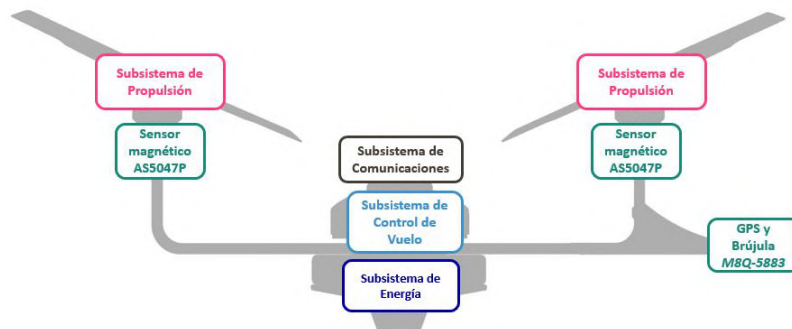 Subsistema de
Propulsión
Subsistema de
Propulsión
Sensor
magnético
AS5047P
Subsistema de
Comunicaciones
Sensor
magnético
AS5047P
Subsistema de
Control de
Vuelo
GPS y
Brújula
M8Q-5883
Subsistema de
Energía